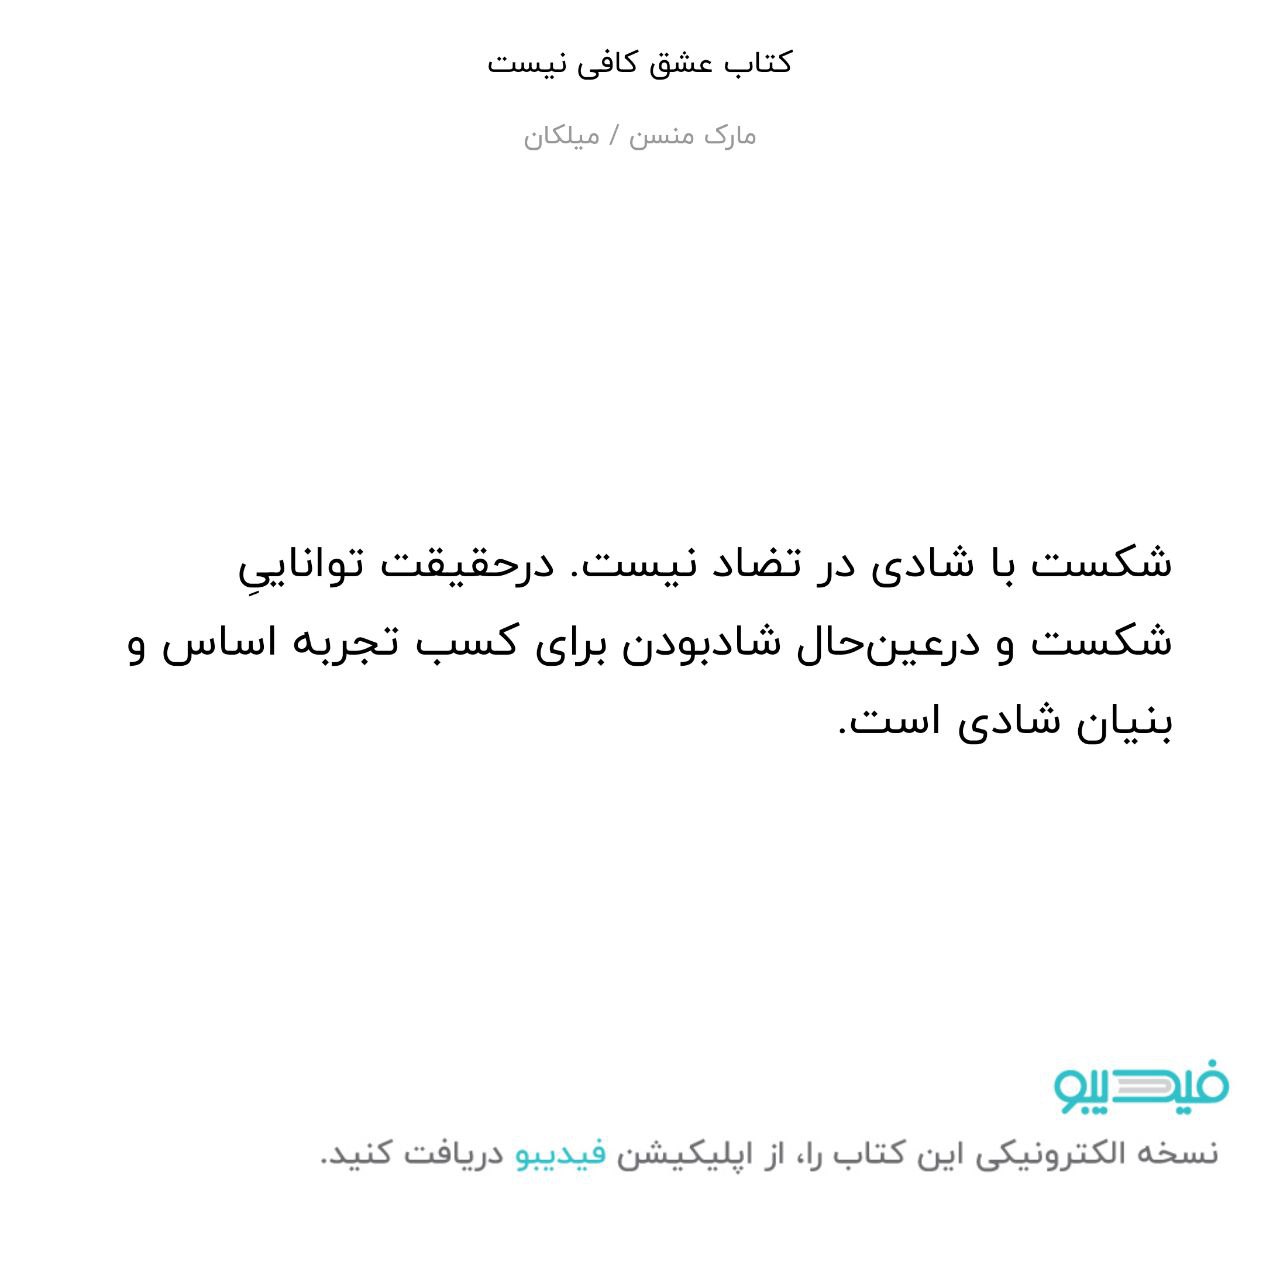 کتاب عشق کافی نیست
مارک منسن / میلکان
شکست با شادی در تضاد نیست. درحقیقت تواناییِ
شکست و درعین‌حال شادبودن برای کسب تجربه اساس و
بنیان شادی است.
فیدیبو
نسخه الکترونیکی این کتاب را، از اپلیکیشن فیدیبو دریافت کنید.